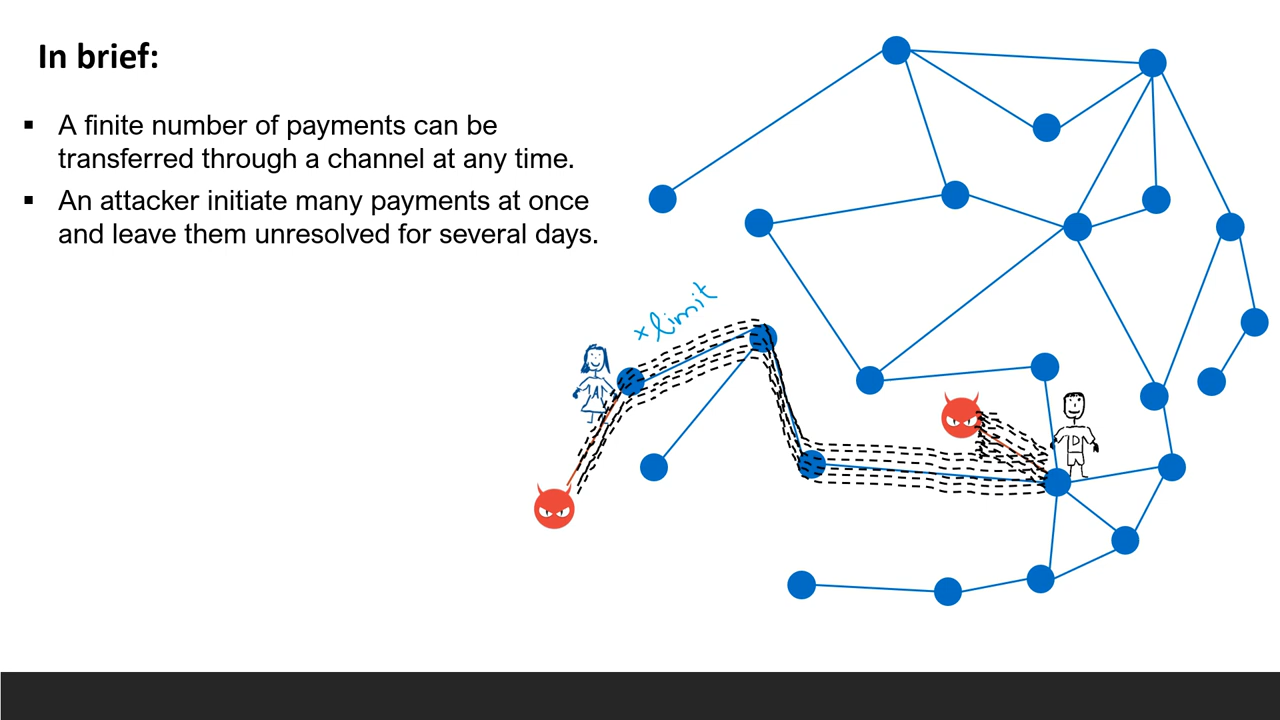 In brief:
▪ A finite number of payments can be
transferred through a channel at any time.
▪ An attacker initiate many payments at once
and leave them unresolved for several days.
x limit
A
D